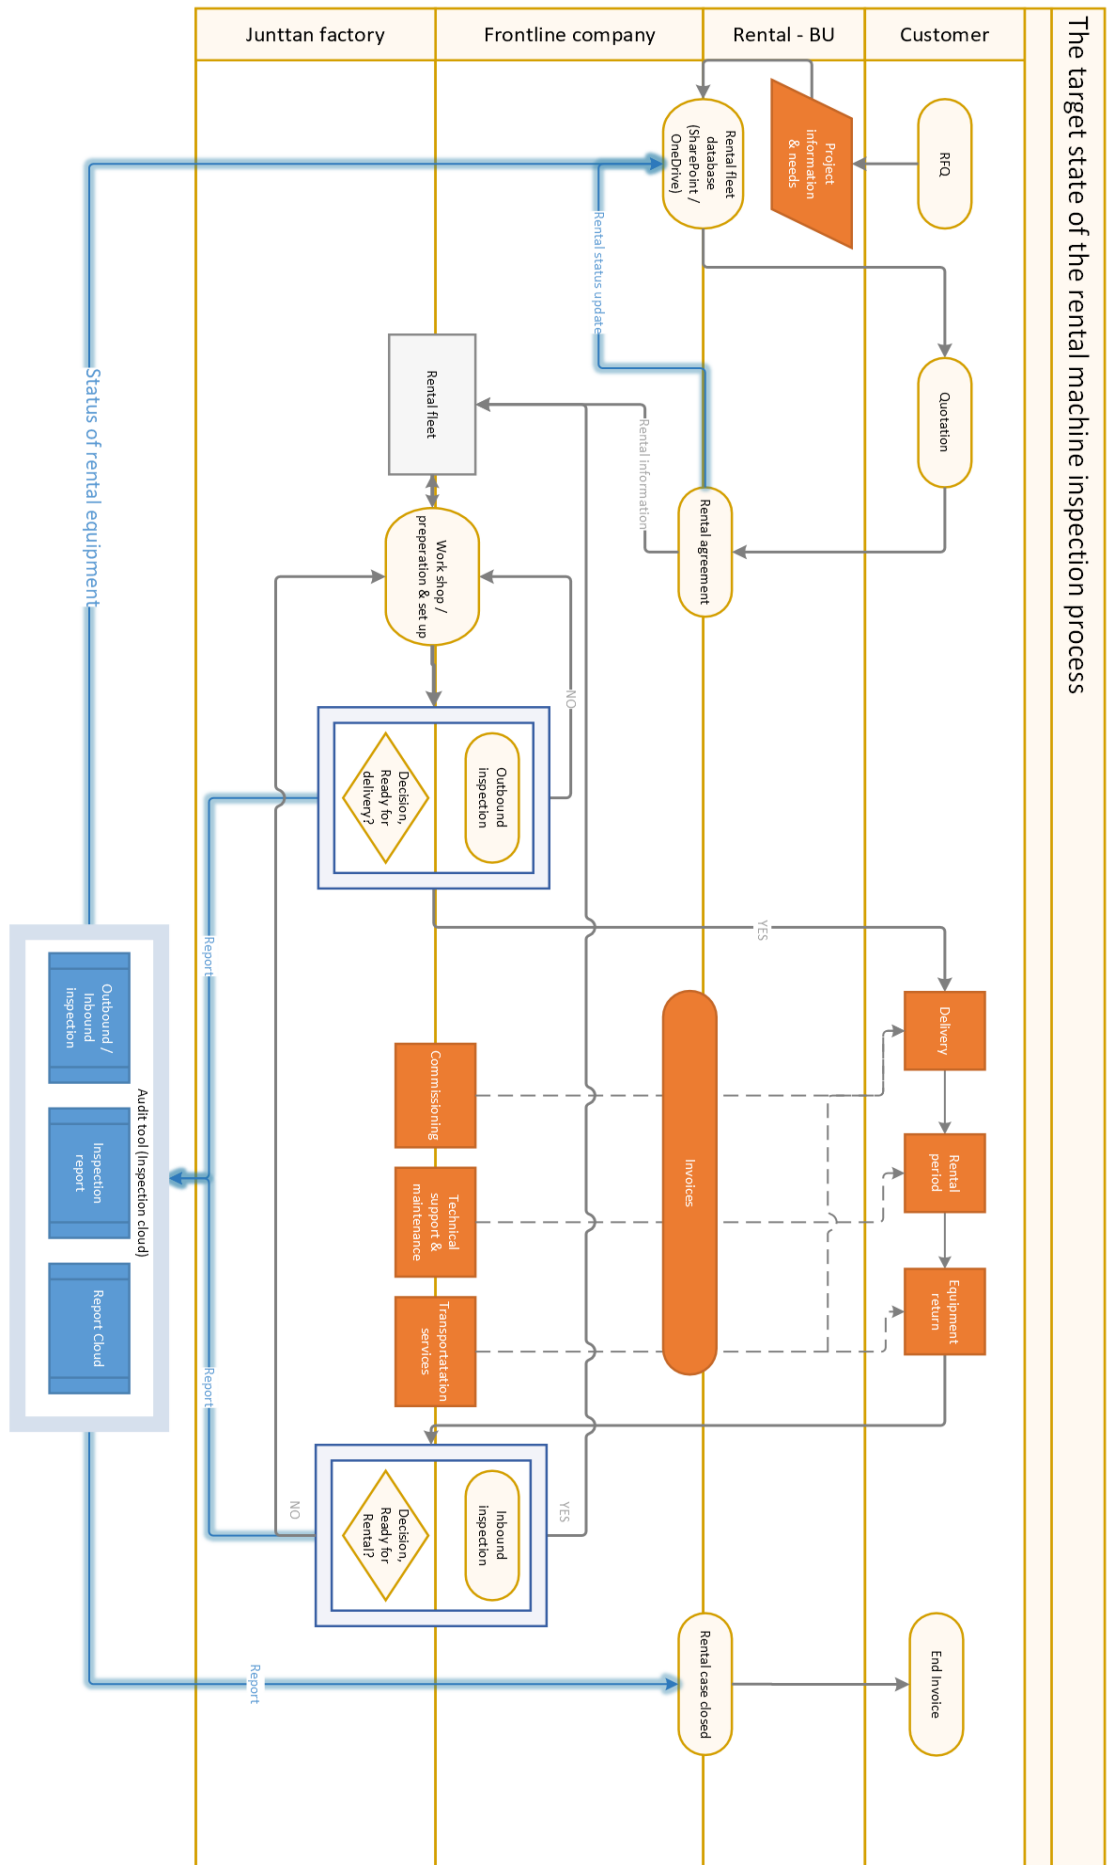 The target state of the rental machine inspection process
Junttan factory
Frontline company
Rental - BU
Customer
RFQ
Project
information
& needs
Rental fleet
database
(SharePoint /
OneDrive)
Quotation
Rental status update
Rental agreement
Rental information
Rental fleet
Status of rental equipment
Work shop /
preperation & set up
NO
Outbound
inspection
Decision,
Ready for
delivery?
YES
Report
Delivery
Rental
period
Equipment
return
Invoices
Commissioning
Technical
support &
maintenance
Transportatation
services
Audit tool (Inspection cloud)
Outbound /
Inbound
inspection
Inspection
report
Report Cloud
Report
YES
NO
Inbound
inspection
Decision,
Ready for
Rental?
Report
Rental case closed
End Invoice